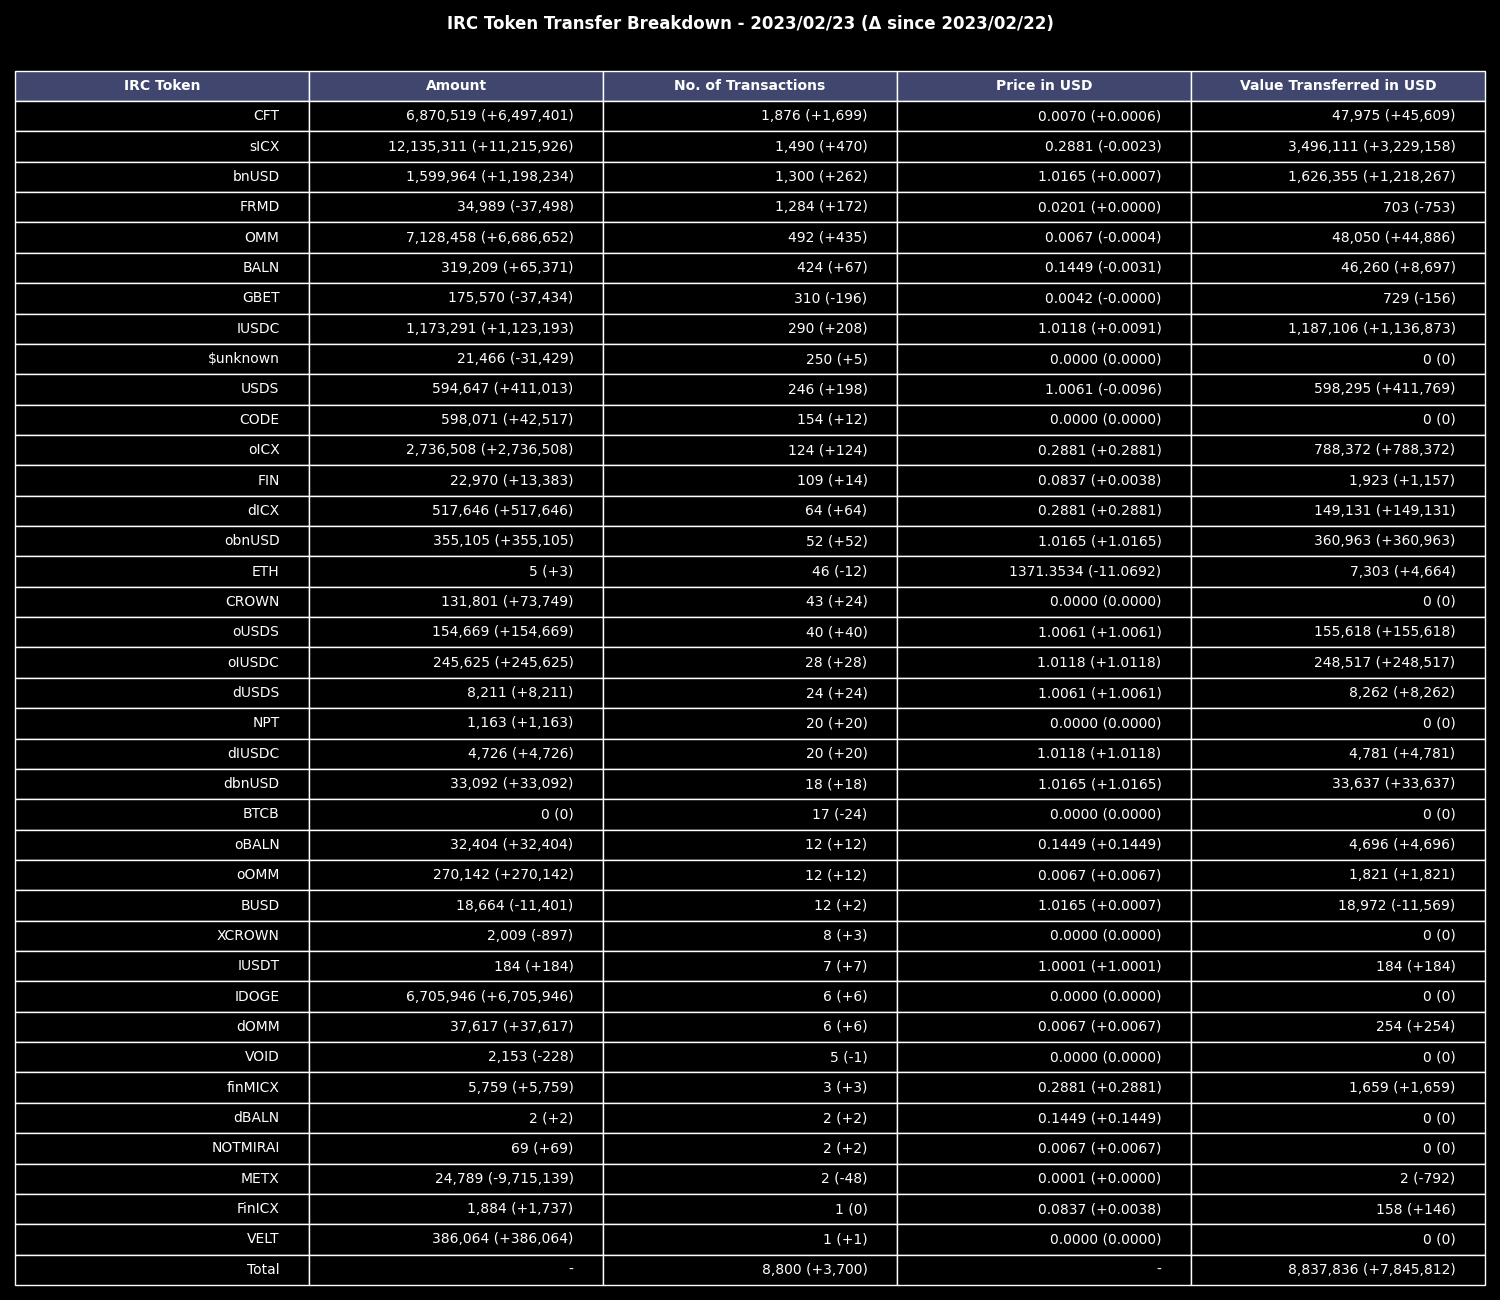 IRC Token Transfer Breakdown - 2023/02/23 (Δ since 2023/02/22)
IRC Token Amount No. of Transactions Price in USD Value Transferred in USD
CFT 6,870,519 (+6,497,401) 1,876 (+1,699) 0.0070 (+0.0006) 47,975 (+45,609)
sICX 12,135,311 (+11,215,926) 1,490 (+470) 0.2881 (-0.0023) 3,496,111 (+3,229,158)
bnUSD 1,599,964 (+1,198,234) 1,300 (+262) 1.0165 (+0.0007) 1,626,355 (+1,218,267)
FRMD 34,989 (-37,498) 1,284 (+172) 0.0201 (+0.0000) 703 (-753)
OMM 7,128,458 (+6,686,652) 492 (+435) 0.0067 (-0.0004) 48,050 (+44,886)
BALN 319,209 (+65,371) 424 (+67) 0.1449 (-0.0031) 46,260 (+8,697)
GBET 175,570 (-37,434) 310 (-196) 0.0042 (-0.0000) 729 (-156)
IUSDC 1,173,291 (+1,123,193) 290 (+208) 1.0118 (+0.0091) 1,187,106 (+1,136,873)
$unknown 21,466 (-31,429) 250 (+5) 0.0000 (0.0000) 0 (0)
USDS 594,647 (+411,013) 246 (+198) 1.0061 (-0.0096) 598,295 (+411,769)
CODE 598,071 (+42,517) 154 (+12) 0.0000 (0.0000) 0 (0)
oICX 2,736,508 (+2,736,508) 124 (+124) 0.2881 (+0.2881) 788,372 (+788,372)
FIN 22,970 (+13,383) 109 (+14) 0.0837 (+0.0038) 1,923 (+1,157)
dICX 517,646 (+517,646) 64 (+64) 0.2881 (+0.2881) 149,131 (+149,131)
obnUSD 355,105 (+355,105) 52 (+52) 1.0165 (+1.0165) 360,963 (+360,963)
ETH 5 (+3) 46 (-12) 1371.3534 (-11.0692) 7,303 (+4,664)
CROWN 131,801 (+73,749) 43 (+24) 0.0000 (0.0000) 0 (0)
oUSDS 154,669 (+154,669) 40 (+40) 1.0061 (+1.0061) 155,618 (+155,618)
oIUSDC 245,625 (+245,625) 28 (+28) 1.0118 (+1.0118) 248,517 (+248,517)
dUSDS 8,211 (+8,211) 24 (+24) 1.0061 (+1.0061) 8,262 (+8,262)
NPT 1,163 (+1,163) 20 (+20) 0.0000 (0.0000) 0 (0)
dIUSDC 4,726 (+4,726) 20 (+20) 1.0118 (+1.0118) 4,781 (+4,781)
dbnUSD 33,092 (+33,092) 18 (+18) 1.0165 (+1.0165) 33,637 (+33,637)
BTCB 0 (0) 17 (-24) 0.0000 (0.0000) 0 (0)
oBALN 32,404 (+32,404) 12 (+12) 0.1449 (+0.1449) 4,696 (+4,696)
oOMM 270,142 (+270,142) 12 (+12) 0.0067 (+0.0067) 1,821 (+1,821)
BUSD 18,664 (-11,401) 12 (+2) 1.0165 (+0.0007) 18,972 (-11,569)
XCROWN 2,009 (-897) 8 (+3) 0.0000 (0.0000) 0 (0)
IUSDT 184 (+184) 7 (+7) 1.0001 (+1.0001) 184 (+184)
IDOGE 6,705,946 (+6,705,946) 6 (+6) 0.0000 (0.0000) 0 (0)
dOMM 37,617 (+37,617) 6 (+6) 0.0067 (+0.0067) 254 (+254)
VOID 2,153 (-228) 5 (-1) 0.0000 (0.0000) 0 (0)
finMICX 5,759 (+5,759) 3 (+3) 0.2881 (+0.2881) 1,659 (+1,659)
dBALN 2 (+2) 2 (+2) 0.1449 (+0.1449) 0 (0)
NOTMIRAI 69 (+69) 2 (+2) 0.0067 (+0.0067) 0 (0)
METX 24,789 (-9,715,139) 2 (-48) 0.0001 (+0.0000) 2 (-792)
FinICX 1,884 (+1,737) 1 (0) 0.0837 (+0.0038) 158 (+146)
VELT 386,064 (+386,064) 1 (+1) 0.0000 (0.0000) 0 (0)
Total - 8,800 (+3,700) - 8,837,836 (+7,845,812)